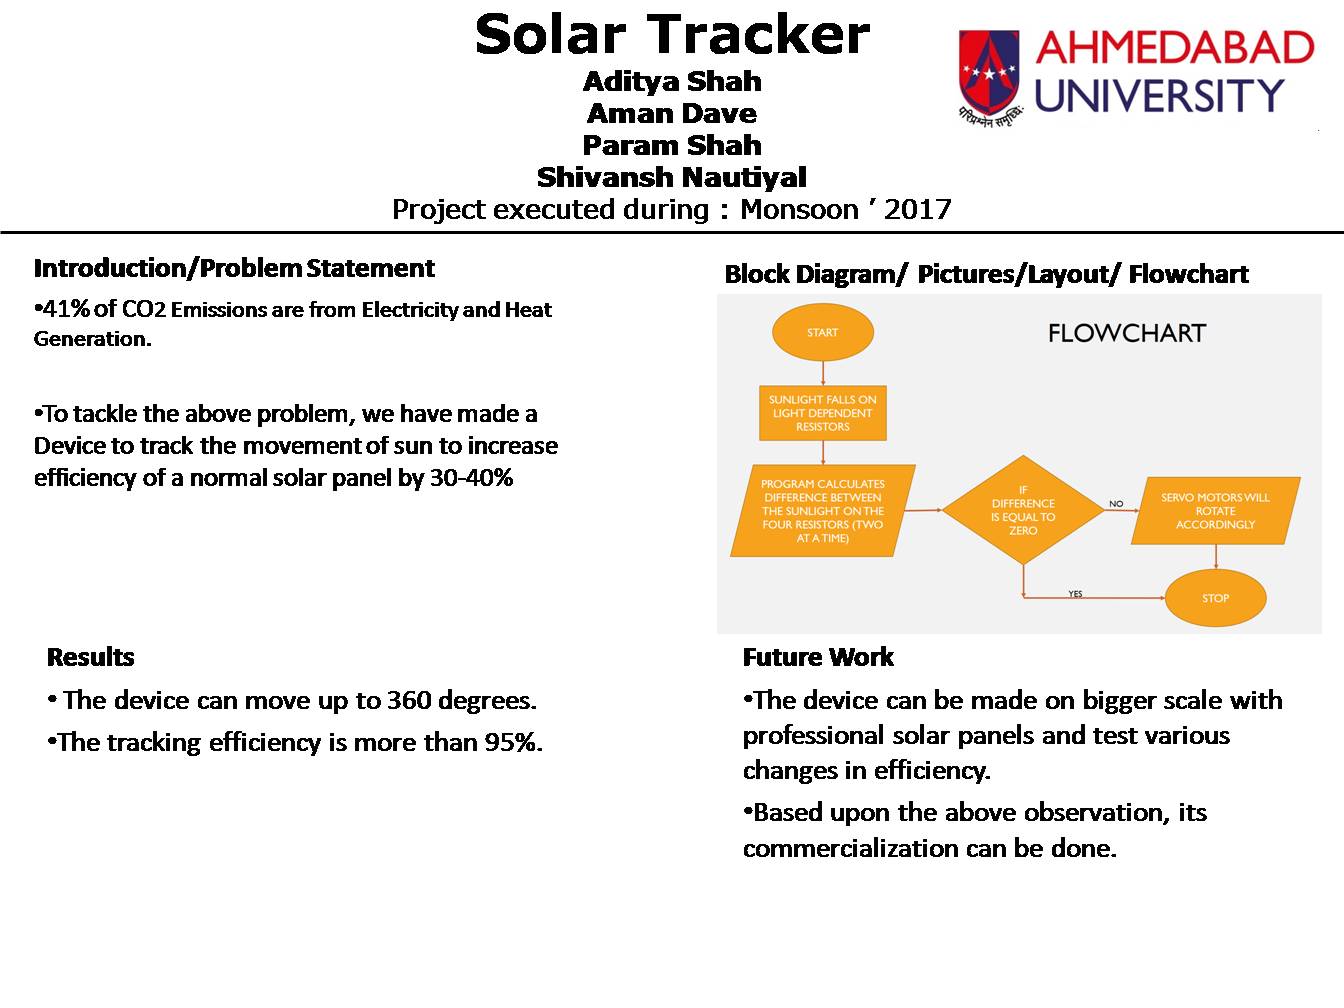 Solar Tracker
Aditya Shah
Aman Dave
Param Shah
Shivansh Nautiyal
Project executed during : Monsoon ’ 2017
AHMEDABAD
UNIVERSITY
परिप्रश्नेन समृद्धिः
Introduction/Problem Statement
•41% of CO2 Emissions are from Electricity and Heat
Generation.
•To tackle the above problem, we have made a
Device to track the movement of sun to increase
efficiency of a normal solar panel by 30-40%
Block Diagram/ Pictures/Layout/ Flowchart
FLOWCHART
START
SUNLIGHT FALLS ON
LIGHT DEPENDENT
RESISTORS
PROGRAM CALCULATES
DIFFERENCE BETWEEN
THE SUNLIGHT ON THE
FOUR RESISTORS (TWO
AT A TIME)
IF
DIFFERENCE
IS EQUAL TO
ZERO
NO
SERVO MOTORS WILL
ROTATE
ACCORDINGLY
YES
STOP
Results
• The device can move up to 360 degrees.
•The tracking efficiency is more than 95%.
Future Work
•The device can be made on bigger scale with
professional solar panels and test various
changes in efficiency.
•Based upon the above observation, its
commercialization can be done.